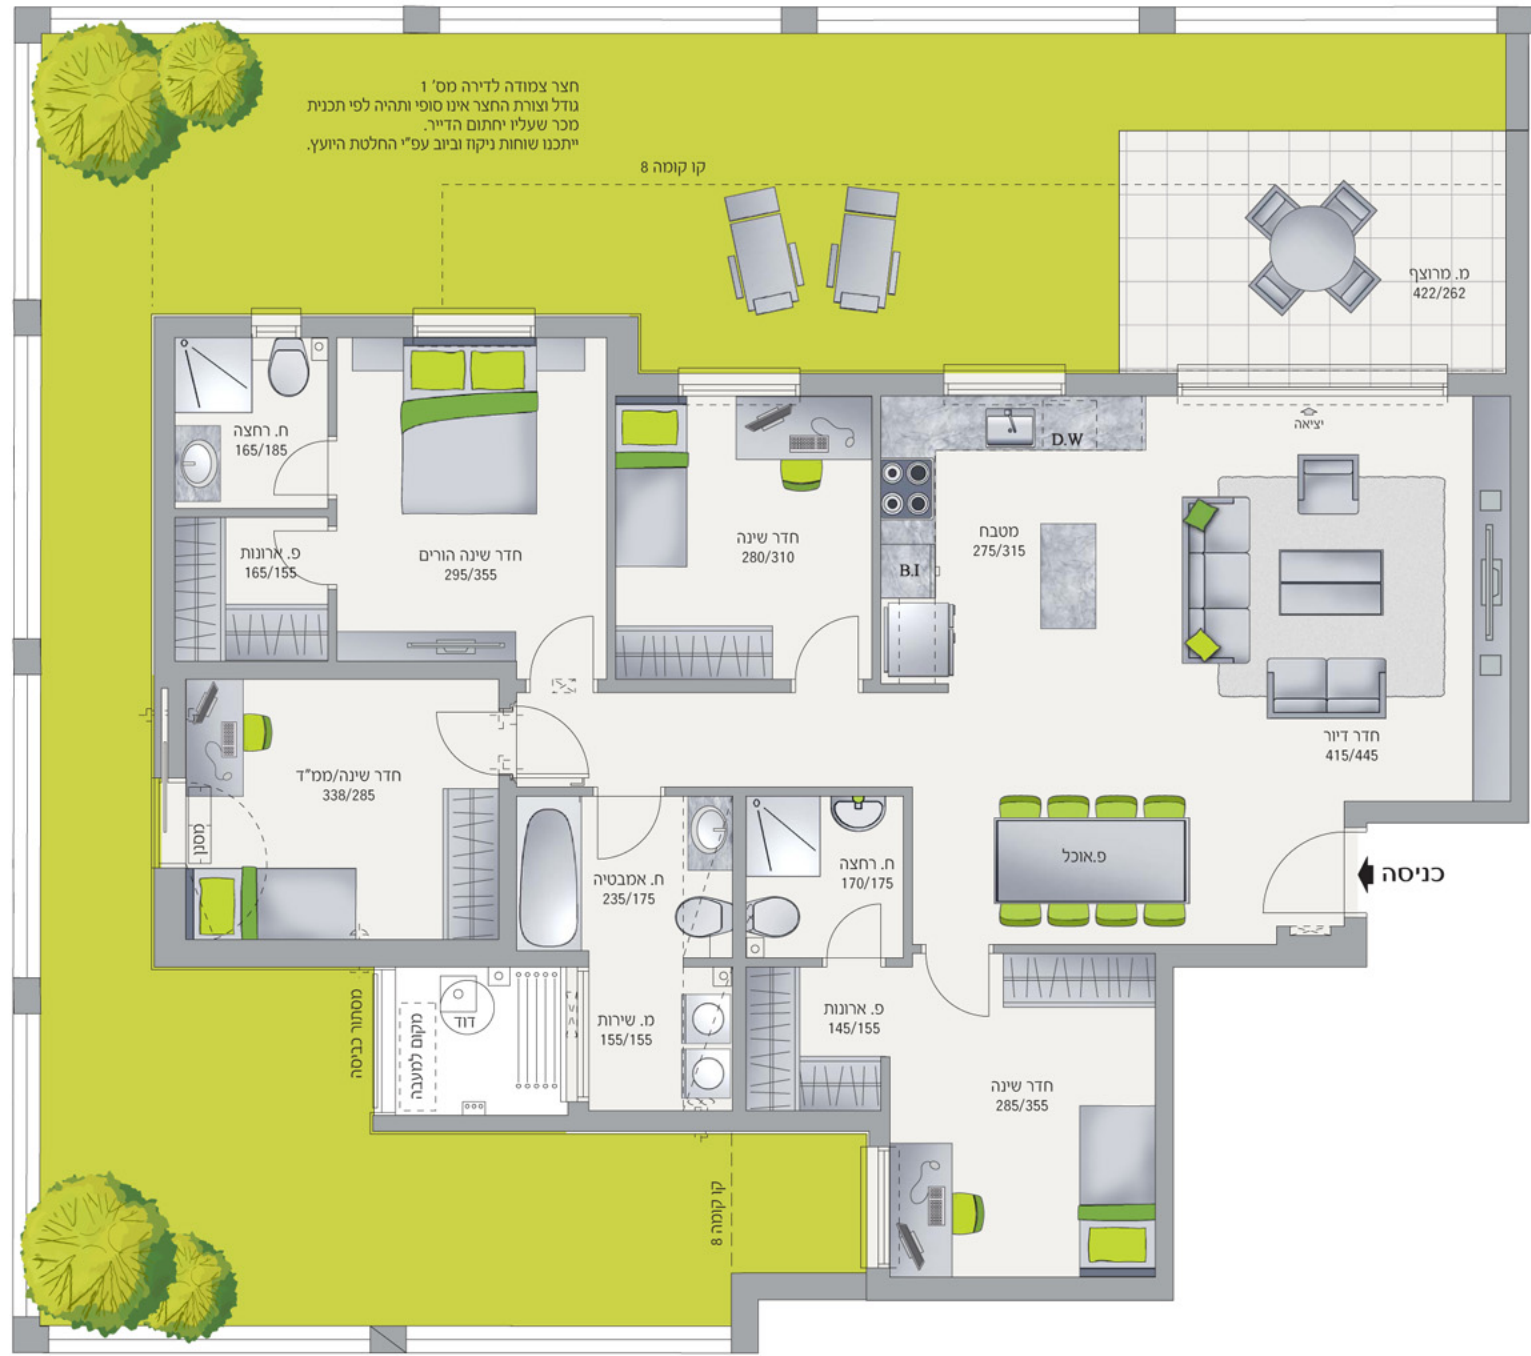 חצר צמודה לדירה מס' 1
גודל וצורת החצר אינו סופי ותהיה לפי תכנית
מכר שעליו יחתום הדייר.
ייתכנו שוחות ניקוז וביוב עפ"י החלטת היועץ.
קו קומה 8
מ. מרוצף
422/262
יציאה
ח. רחצה
165/185
D.W
מטבח
275/315
חדר שינה
280/310
חדר שינה הורים
295/355
פ. ארונות
165/155
B.I
חדר דיור
415/445
חדר שינה/ממ"ד
338/285
מסנן
פ.אוכל
כניסה
ח. רחצה
170/175
ח. אמבטיה
235/175
מ. שירות
155/155
פ. ארונות
145/155
דוד
מקום למעבה
מסתור כביסה
חדר שינה
285/355
קו קומה 8